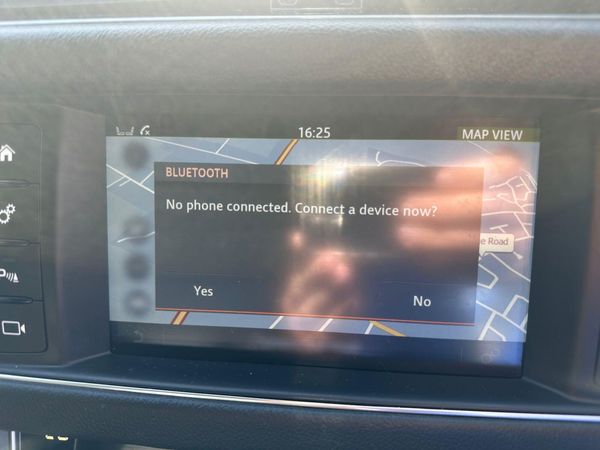 16:25
MAP VIEW
BLUETOOTH
No phone connected. Connect a device now?
e Road
Yes
No